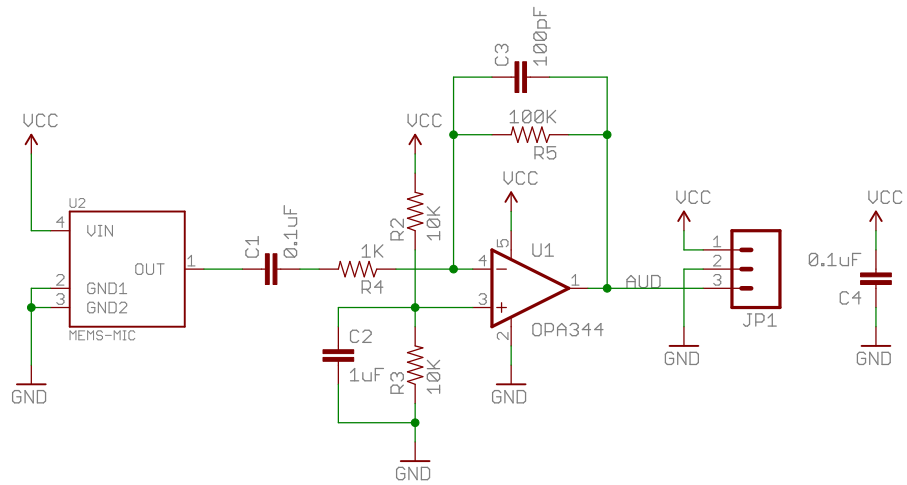 C3
100pF
100K
R5
VCC
VCC
VCC
VCC
VCC
U2
4
VIN
OUT
1
2
GND1
3
GND2
MEMS-MIC
GND
C1
0.1uF
1K
R4
R2
10K
C2
1uF
R3
10K
GND
U1
5
4
3
2
1
OPA344
GND
AUD
1
2
3
JP1
GND
0.1uF
C4
GND